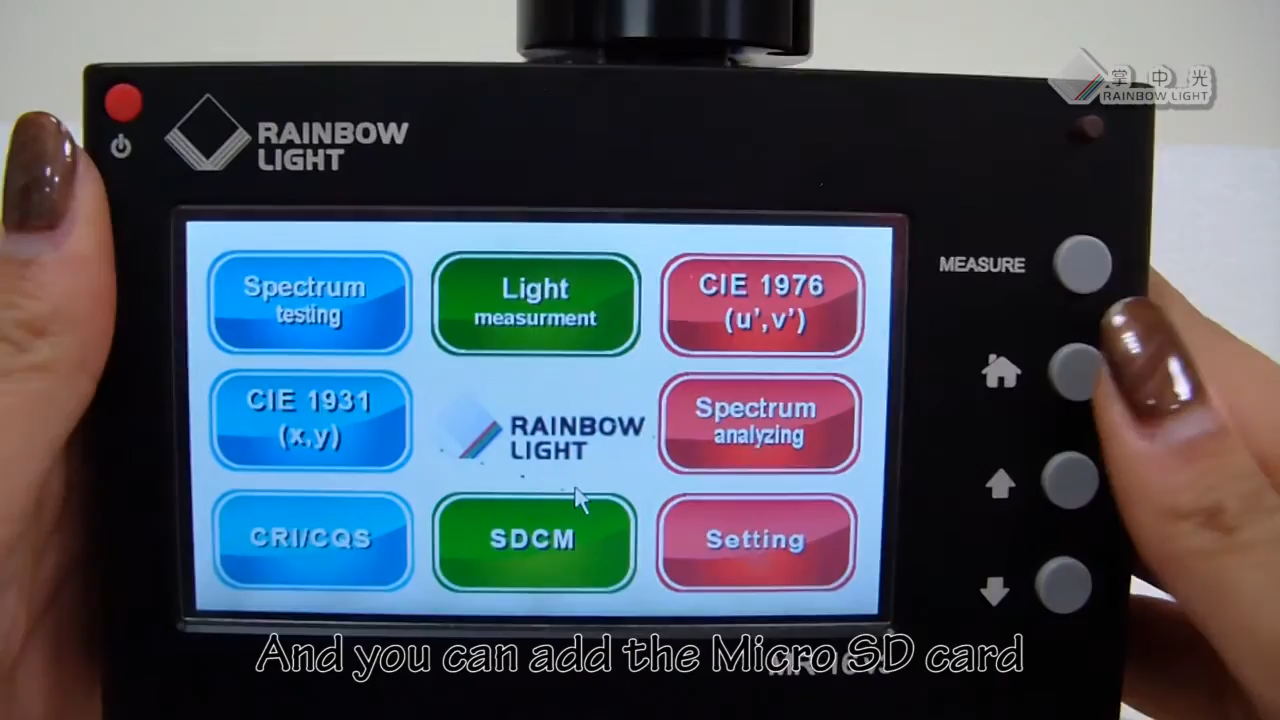 掌中光
RAINBOW LIGHT
RAINBOW
LIGHT
MEASURE
Spectrum
testing
Light
measurment
CIE 1976
(u’,v’)
CIE 1931
(x,y)
RAINBOW
LIGHT
Spectrum
analyzing
CRI/CQS
SDCM
Setting
And you can add the Micro SD card